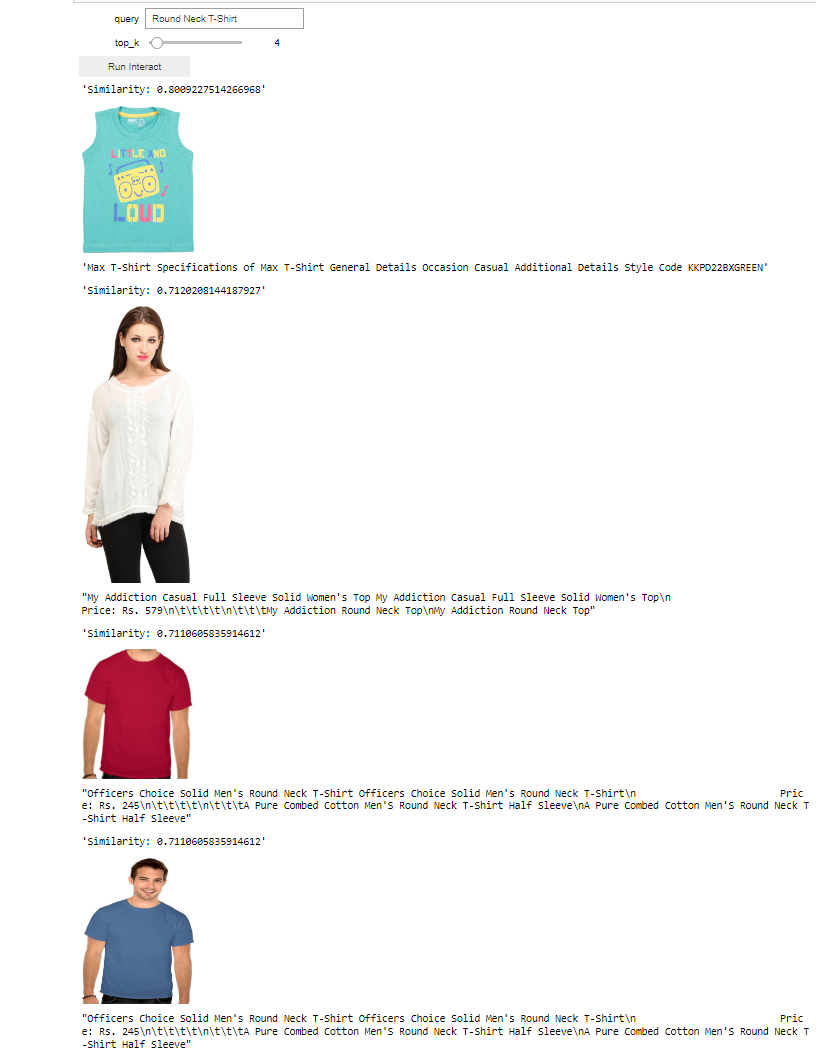 query Round Neck T-Shirt
top_k 4
Run Interact
'Similarity: 0.8009227514266968'
LITTLE AND
LOUD
'Max T-Shirt Specifications of Max T-Shirt General Details Occasion Casual Additional Details Style Code KKPD22BXGREEN'
'Similarity: 0.7120208144187927'
"My Addiction Casual Full Sleeve Solid Women's Top My Addiction Casual Full Sleeve Solid Women's Top\n
Price: Rs. 579\n\t\t\t\t\n\t\t\tMy Addiction Round Neck Top\nMy Addiction Round Neck Top"
'Similarity: 0.7110605835914612'
"Officers Choice Solid Men's Round Neck T-Shirt Officers Choice Solid Men's Round Neck T-Shirt\n Pric
e: Rs. 245\n\t\t\t\t\n\t\t\tA Pure Combed Cotton Men'S Round Neck T-Shirt Half Sleeve\nA Pure Combed Cotton Men'S Round Neck T
-Shirt Half Sleeve"
'Similarity: 0.7110605835914612'
"Officers Choice Solid Men's Round Neck T-Shirt Officers Choice Solid Men's Round Neck T-Shirt\n Pric
e: Rs. 245\n\t\t\t\t\n\t\t\tA Pure Combed Cotton Men'S Round Neck T-Shirt Half Sleeve\nA Pure Combed Cotton Men'S Round Neck T
-Shirt Half Sleeve"